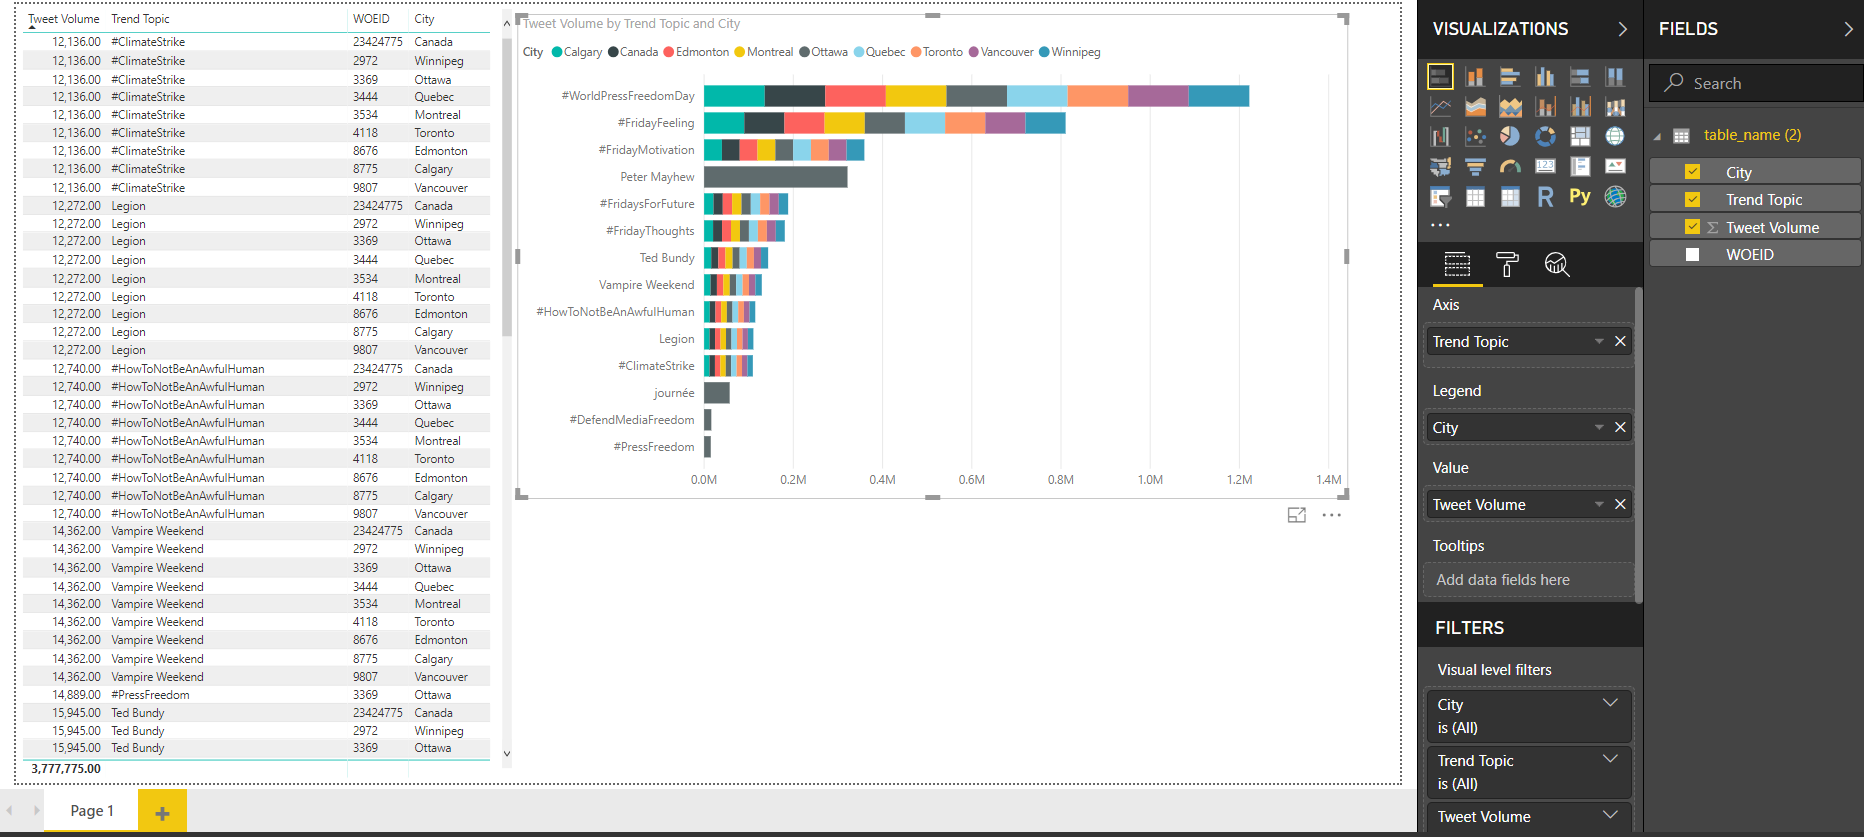 Tweet Volume Trend Topic WOEID City
12,136.00 #ClimateStrike 23424775 Canada
12,136.00 #ClimateStrike 2972 Winnipeg
12,136.00 #ClimateStrike 3369 Ottawa
12,136.00 #ClimateStrike 3444 Quebec
12,136.00 #ClimateStrike 3534 Montreal
12,136.00 #ClimateStrike 4118 Toronto
12,136.00 #ClimateStrike 8676 Edmonton
12,136.00 #ClimateStrike 8775 Calgary
12,136.00 #ClimateStrike 9807 Vancouver
12,272.00 Legion 23424775 Canada
12,272.00 Legion 2972 Winnipeg
12,272.00 Legion 3369 Ottawa
12,272.00 Legion 3444 Quebec
12,272.00 Legion 3534 Montreal
12,272.00 Legion 4118 Toronto
12,272.00 Legion 8676 Edmonton
12,272.00 Legion 8775 Calgary
12,272.00 Legion 9807 Vancouver
12,740.00 #HowToNotBeAnAwfulHuman 23424775 Canada
12,740.00 #HowToNotBeAnAwfulHuman 2972 Winnipeg
12,740.00 #HowToNotBeAnAwfulHuman 3369 Ottawa
12,740.00 #HowToNotBeAnAwfulHuman 3444 Quebec
12,740.00 #HowToNotBeAnAwfulHuman 3534 Montreal
12,740.00 #HowToNotBeAnAwfulHuman 4118 Toronto
12,740.00 #HowToNotBeAnAwfulHuman 8676 Edmonton
12,740.00 #HowToNotBeAnAwfulHuman 8775 Calgary
12,740.00 #HowToNotBeAnAwfulHuman 9807 Vancouver
14,362.00 Vampire Weekend 23424775 Canada
14,362.00 Vampire Weekend 2972 Winnipeg
14,362.00 Vampire Weekend 3369 Ottawa
14,362.00 Vampire Weekend 3444 Quebec
14,362.00 Vampire Weekend 3534 Montreal
14,362.00 Vampire Weekend 4118 Toronto
14,362.00 Vampire Weekend 8676 Edmonton
14,362.00 Vampire Weekend 8775 Calgary
14,362.00 Vampire Weekend 9807 Vancouver
14,889.00 #PressFreedom 3369 Ottawa
15,945.00 Ted Bundy 23424775 Canada
15,945.00 Ted Bundy 2972 Winnipeg
15,945.00 Ted Bundy 3369 Ottawa
3,777,775.00
Page 1
Tweet Volume by Trend Topic and City
City Calgary Canada Edmonton Montreal Ottawa Quebec Toronto Vancouver Winnipeg
#WorldPressFreedomDay
#FridayFeeling
#FridayMotivation
Peter Mayhew
#FridaysForFuture
#FridayThoughts
Ted Bundy
Vampire Weekend
#HowToNotBeAnAwfulHuman
Legion
#ClimateStrike
journée
#DefendMediaFreedom
#PressFreedom
0.0M 0.2M 0.4M 0.6M 0.8M 1.0M 1.2M 1.4M
VISUALIZATIONS
123
R Py
Axis
Trend Topic
Legend
City
Value
Tweet Volume
Tooltips
Add data fields here
FILTERS
Visual level filters
City
is (All)
Trend Topic
is (All)
Tweet Volume
FIELDS
Search
table_name (2)
City
Trend Topic
Σ Tweet Volume
WOEID